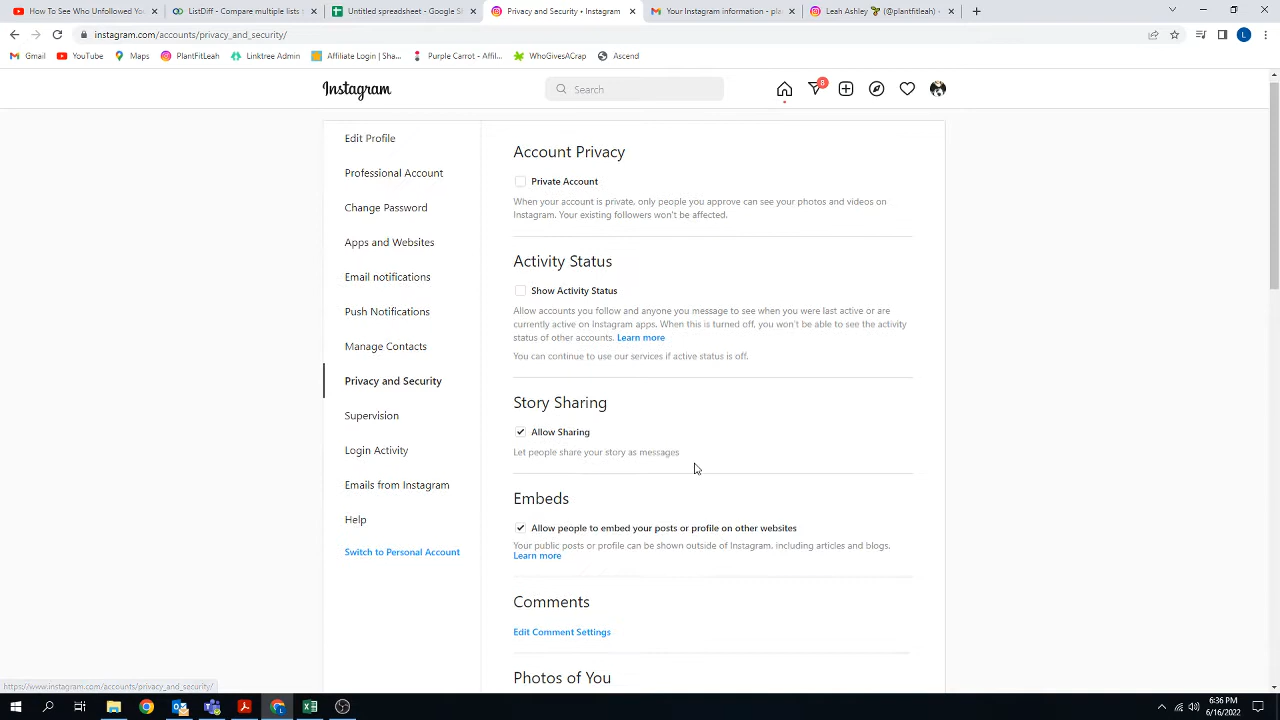 How To See Who Unfollowed Yo
ListDiff - Compare multiple lists
Untitled spreadsheet - Google S
Privacy and Sharing • Instagram
Your Instagram information - pla
Leah Ashley 🌱 (@plantfitleah) •
instagram.com/accounts/privacy_and_security/
Gmail
YouTube
Maps
PlantFitLeah
Linktree Admin
Affiliate Login | Sha...
Purple Carrot - Affil...
WhoGivesACrap
Ascend
L
Instagram
Search
8
Edit Profile
Professional Account
Change Password
Apps and Websites
Email notifications
Push Notifications
Manage Contacts
Privacy and Security
Supervision
Login Activity
Emails from Instagram
Help
Switch to Personal Account
Account Privacy
Private Account
When your account is private, only people you approve can see your photos and videos on
Instagram. Your existing followers won't be affected.
Activity Status
Show Activity Status
Allow accounts you follow and anyone you message to see when you were last active or are
currently active on Instagram apps. When this is turned off, you won't be able to see the activity
status of other accounts. Learn more
You can continue to use our services if active status is off.
Story Sharing
Allow Sharing
Let people share your story as messages
Embeds
Allow people to embed your posts or profile on other websites
Your public posts or profile can be shown outside of Instagram, including articles and blogs.
Learn more
Comments
Edit Comment Settings
Photos of You
https://www.instagram.com/accounts/privacy_and_security/
6:36 PM
6/16/2022